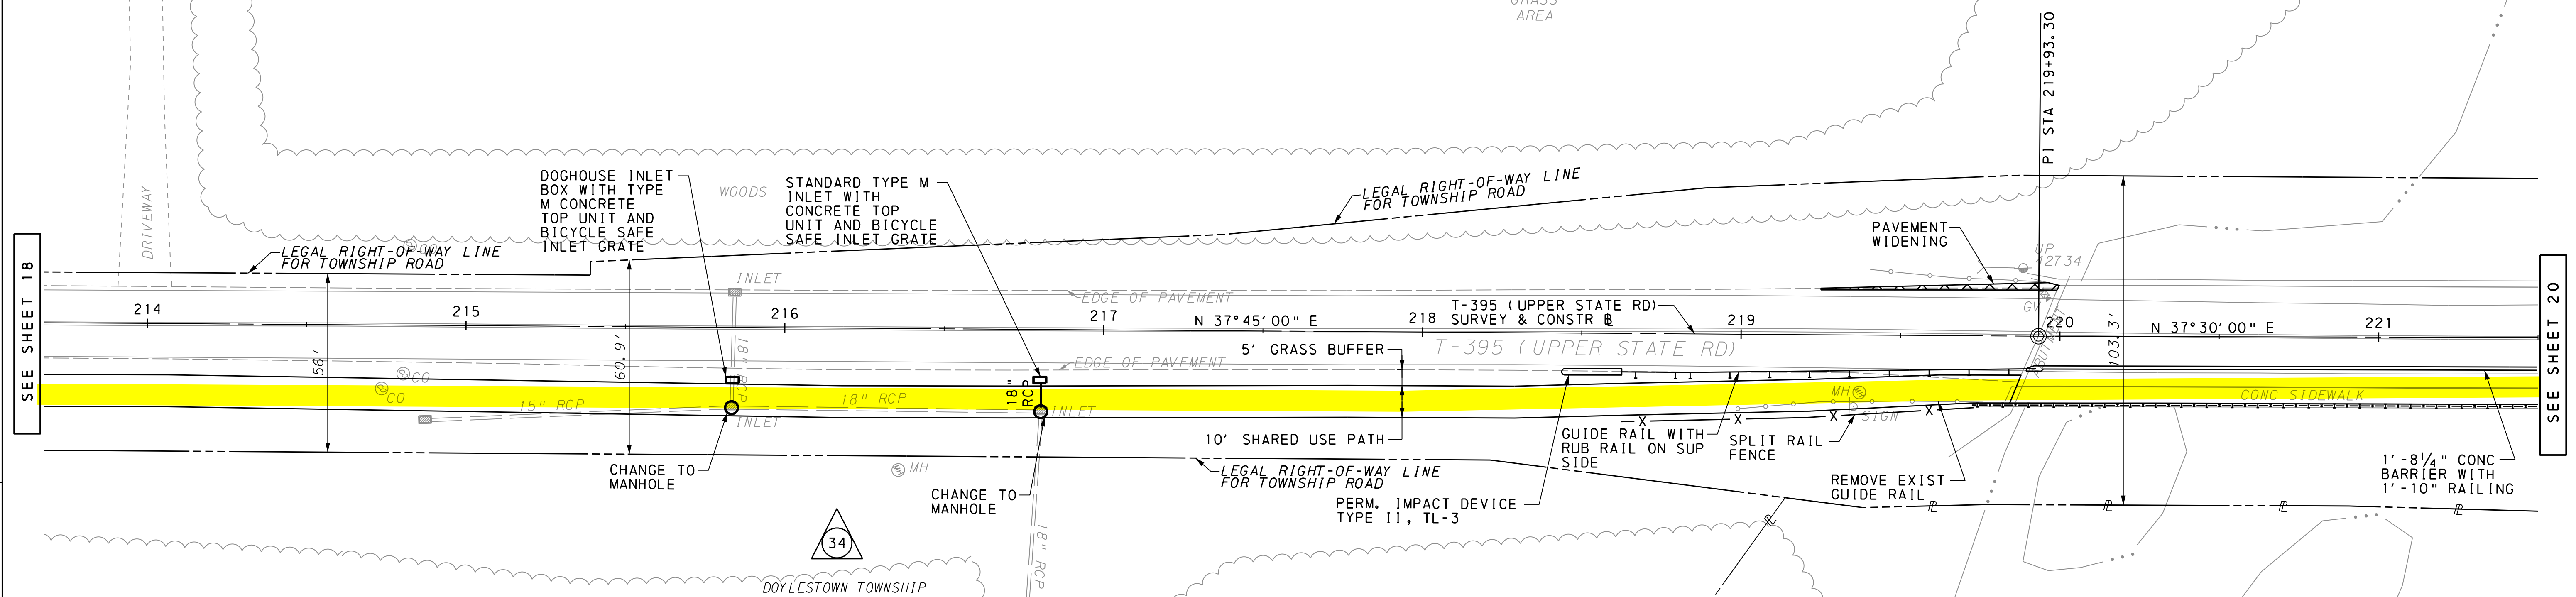 GRASS
AREA
PI STA 219+93.30
DOGHOUSE INLET
BOX WITH TYPE
M CONCRETE
TOP UNIT AND
BICYCLE SAFE
INLET GRATE
WOODS
STANDARD TYPE M
INLET WITH
CONCRETE TOP
UNIT AND BICYCLE
SAFE INLET GRATE
LEGAL RIGHT-OF-WAY LINE
FOR TOWNSHIP ROAD
DRIVEWAY
LEGAL RIGHT-OF-WAY LINE
FOR TOWNSHIP ROAD
CO
PAVEMENT
WIDENING
UP
42734
SEE SHEET 18
INLET
EDGE OF PAVEMENT
GV
T-395 (UPPER STATE RD)
SURVEY & CONSTR ℄
214
215
216
217
N 37°45'00" E
218
219
220
N 37°30'00" E
221
SEE SHEET 20
56'
60.9'
18" RCP
EDGE OF PAVEMENT
5' GRASS BUFFER
T-395 (UPPER STATE RD)
ABUTMENT
103.3'
CO
CO
15" RCP
18" RCP
18"
RCP
INLET
INLET
MH
SIGN
CONC SIDEWALK
10' SHARED USE PATH
GUIDE RAIL WITH
RUB RAIL ON SUP
SIDE
SPLIT RAIL
FENCE
CHANGE TO
MANHOLE
MH
LEGAL RIGHT-OF-WAY LINE
FOR TOWNSHIP ROAD
REMOVE EXIST
GUIDE RAIL
1'-8¼" CONC
BARRIER WITH
1'-10" RAILING
CHANGE TO
MANHOLE
PERM. IMPACT DEVICE
TYPE II, TL-3
34
18" RCP
DOYLESTOWN TOWNSHIP